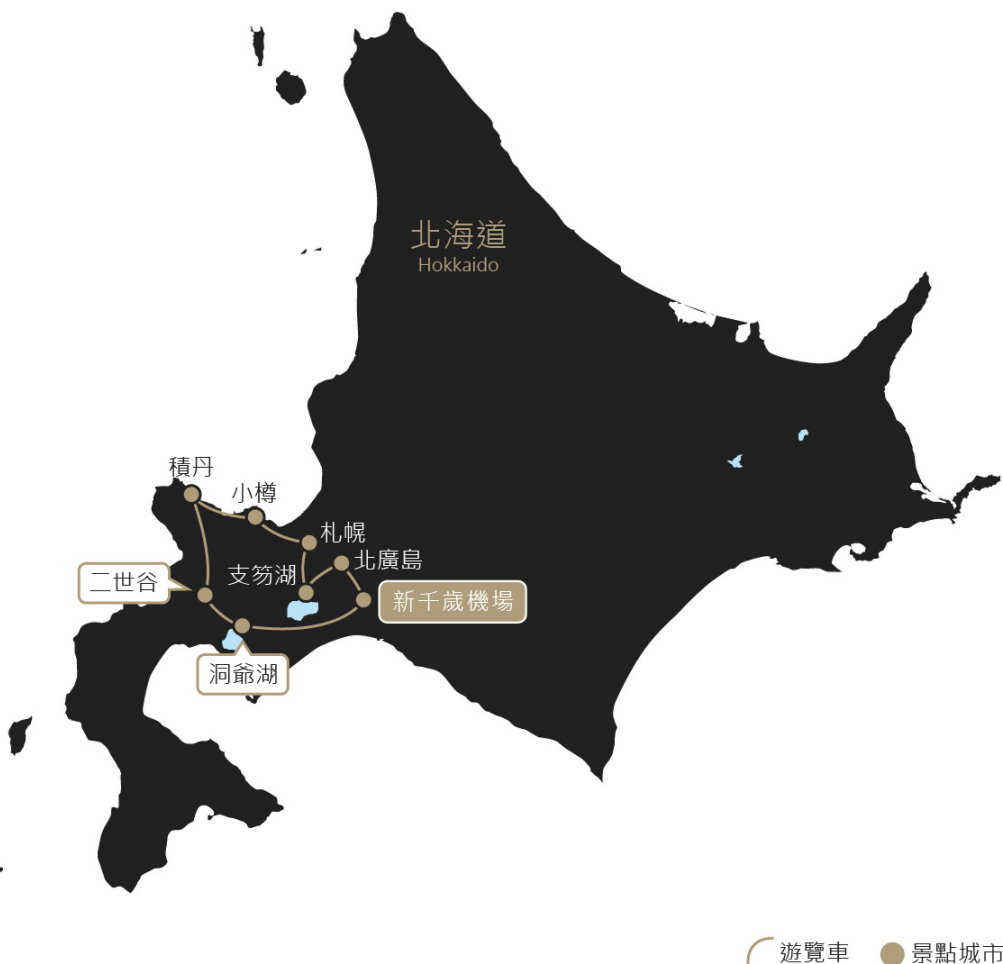 北海道
Hokkaido
積丹
小樽
札幌
北廣島
支笏湖
二世谷
新千歲機場
洞爺湖
遊覽車
景點城市